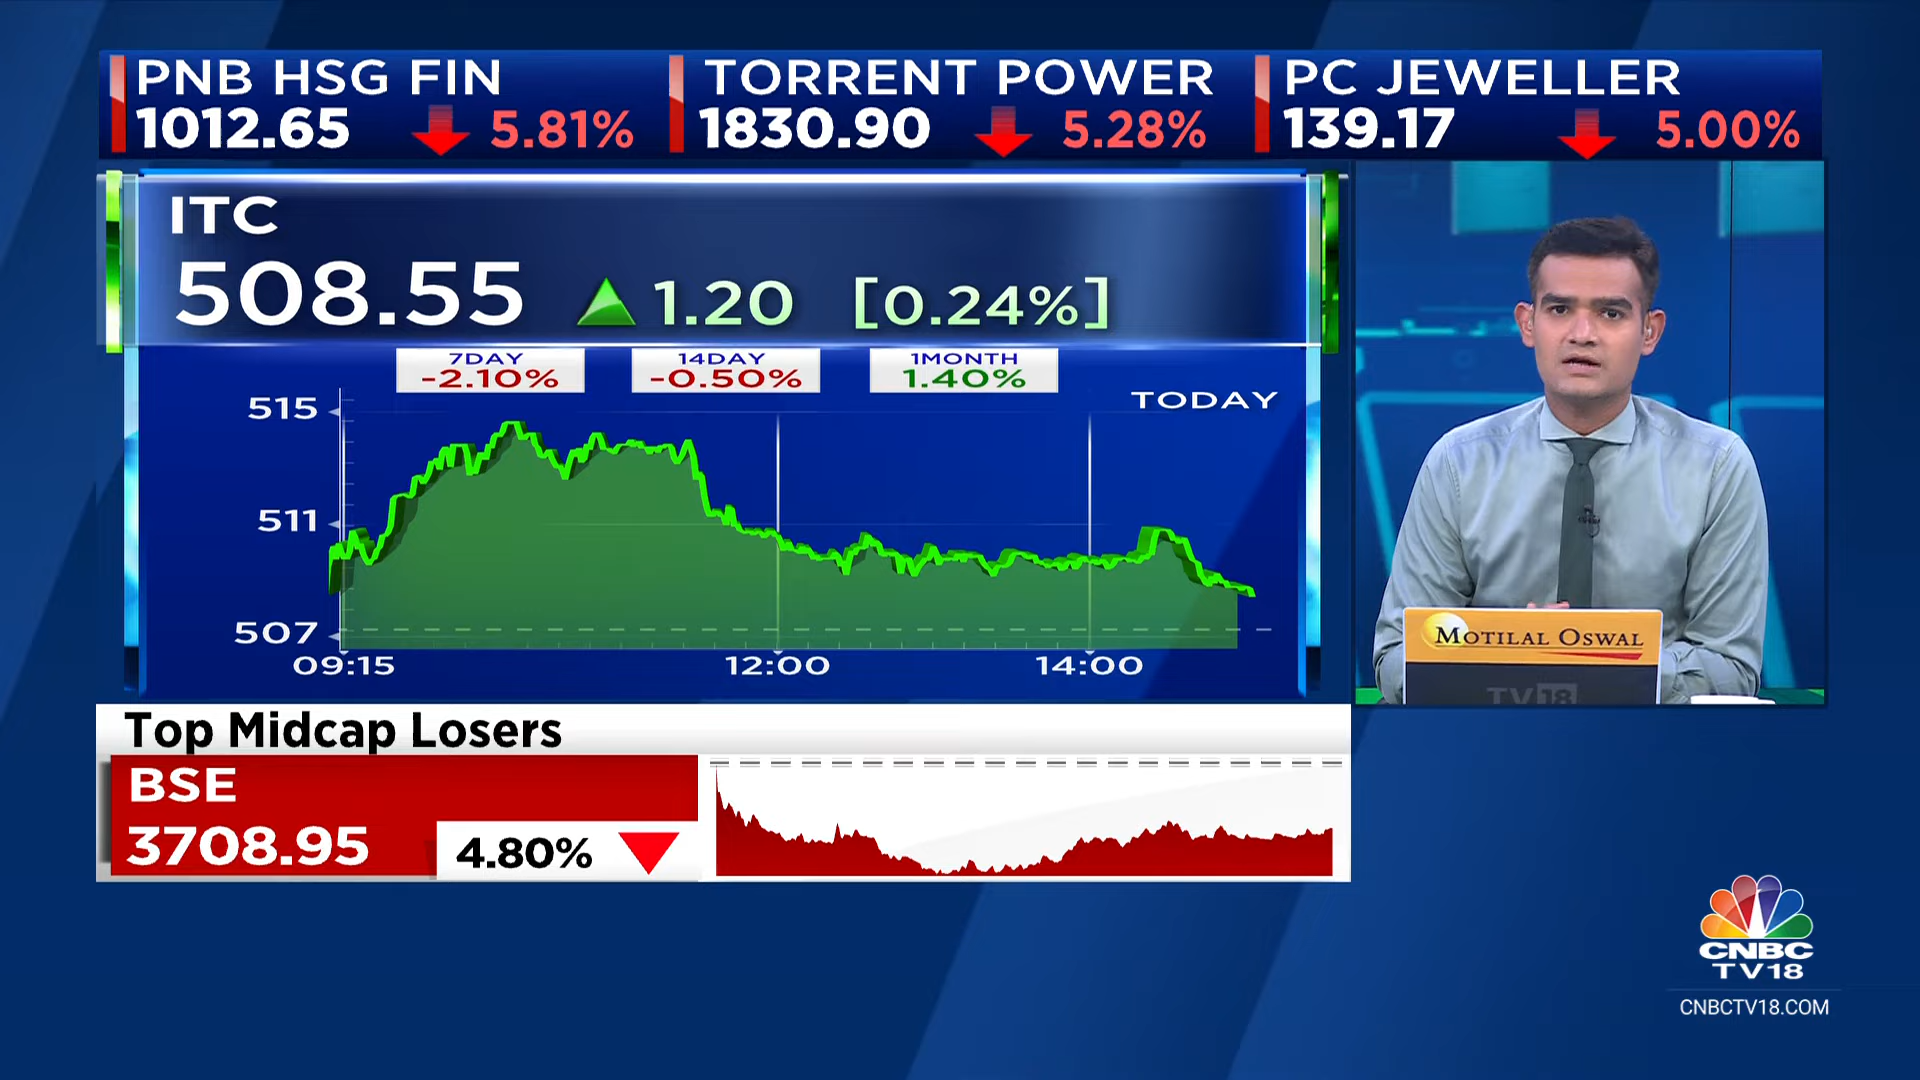 PNB HSG FIN
1012.65 5.81%
TORRENT POWER
1830.90 5.28%
PC JEWELLER
139.17 5.00%
ITC
508.55 1.20 [0.24%]
7DAY
-2.10%
14DAY
-0.50%
1MONTH
1.40%
TODAY
515
511
507
09:15 12:00 14:00
MOTILAL OSWAL
TV18
Top Midcap Losers
BSE
3708.95
4.80%
CNBC
TV18
CNBCTV18.COM